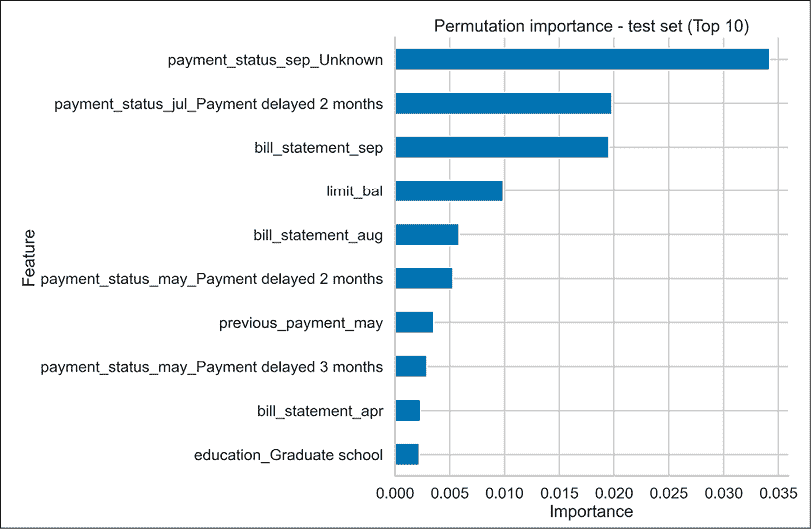 Permutation importance - test set (Top 10)
payment_status_sep_Unknown
payment_status_jul_Payment delayed 2 months
bill_statement_sep
limit_bal
bill_statement_aug
Feature
payment_status_may_Payment delayed 2 months
previous_payment_may
payment_status_may_Payment delayed 3 months
bill_statement_apr
education_Graduate school
0.000 0.005 0.010 0.015 0.020 0.025 0.030 0.035
Importance